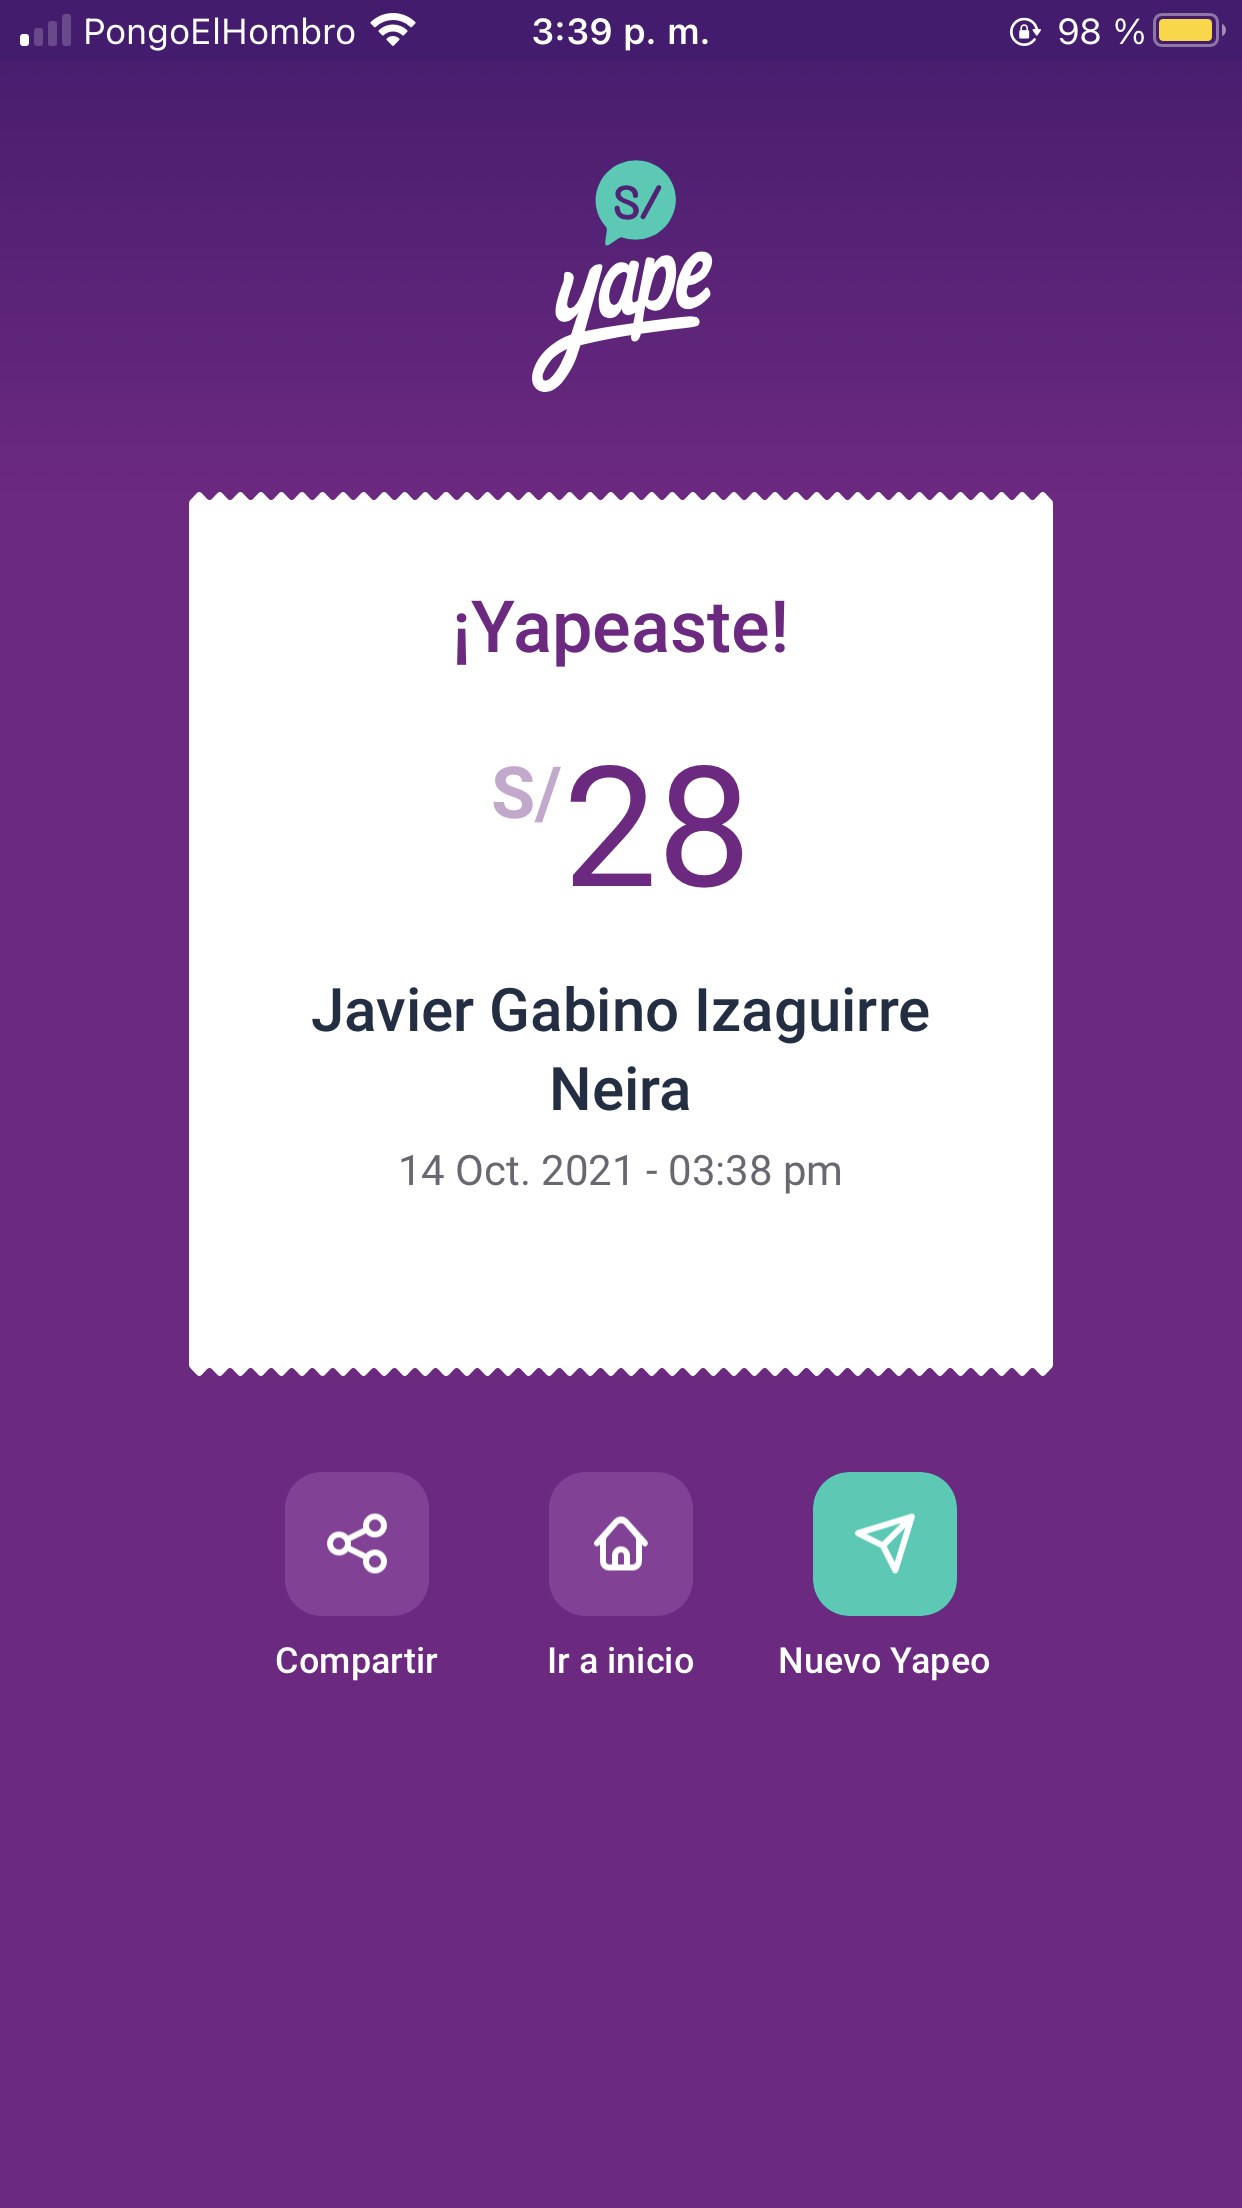 PongoElHombro 3:39 p. m. 98 %
S/
yape
¡Yapeaste!
S/28
Javier Gabino Izaguirre
Neira
14 Oct. 2021 - 03:38 pm
Compartir Ir a inicio Nuevo Yapeo